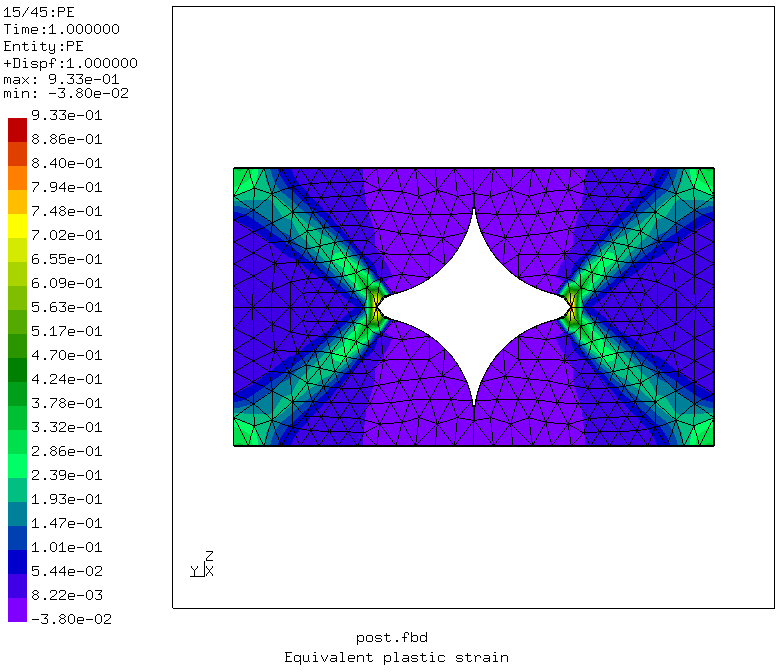 15/45:PE
Time:1.000000
Entity:PE
+Dispf:1.000000
max: 9.33e-01
min: -3.80e-02
9.33e-01
8.86e-01
8.40e-01
7.94e-01
7.48e-01
7.02e-01
6.55e-01
6.09e-01
5.63e-01
5.17e-01
4.70e-01
4.24e-01
3.78e-01
3.32e-01
2.86e-01
2.39e-01
1.93e-01
1.47e-01
1.01e-01
5.44e-02
8.22e-03
-3.80e-02
Z
Y X
post.fbd
Equivalent plastic strain